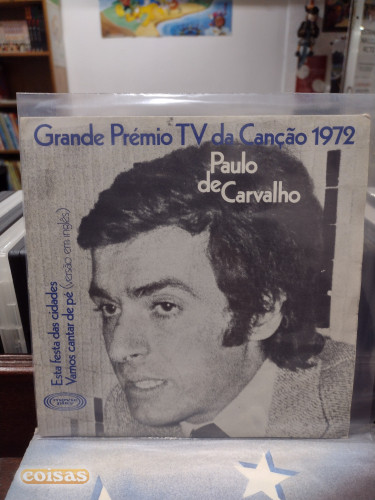 Grande Prémio TV da Canção 1972
Paulo
de Carvalho
Esta festa das cidades
Vamos cantar de pé (versão em inglês)
coisas